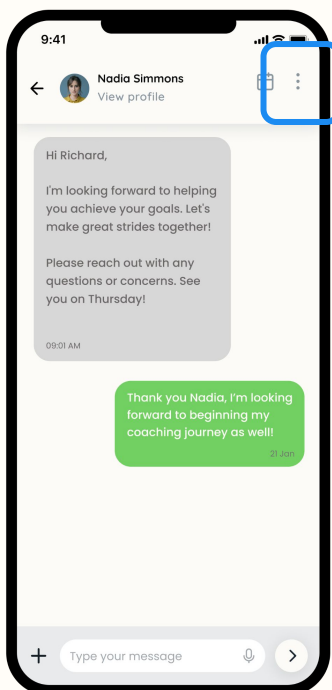 9:41
Nadia Simmons
View profile
Hi Richard,
I'm looking forward to helping
you achieve your goals. Let's
make great strides together!
Please reach out with any
questions or concerns. See
you on Thursday!
09:01 AM
Thank you Nadia, I'm looking
forward to beginning my
coaching journey as well!
21 Jan
Type your message